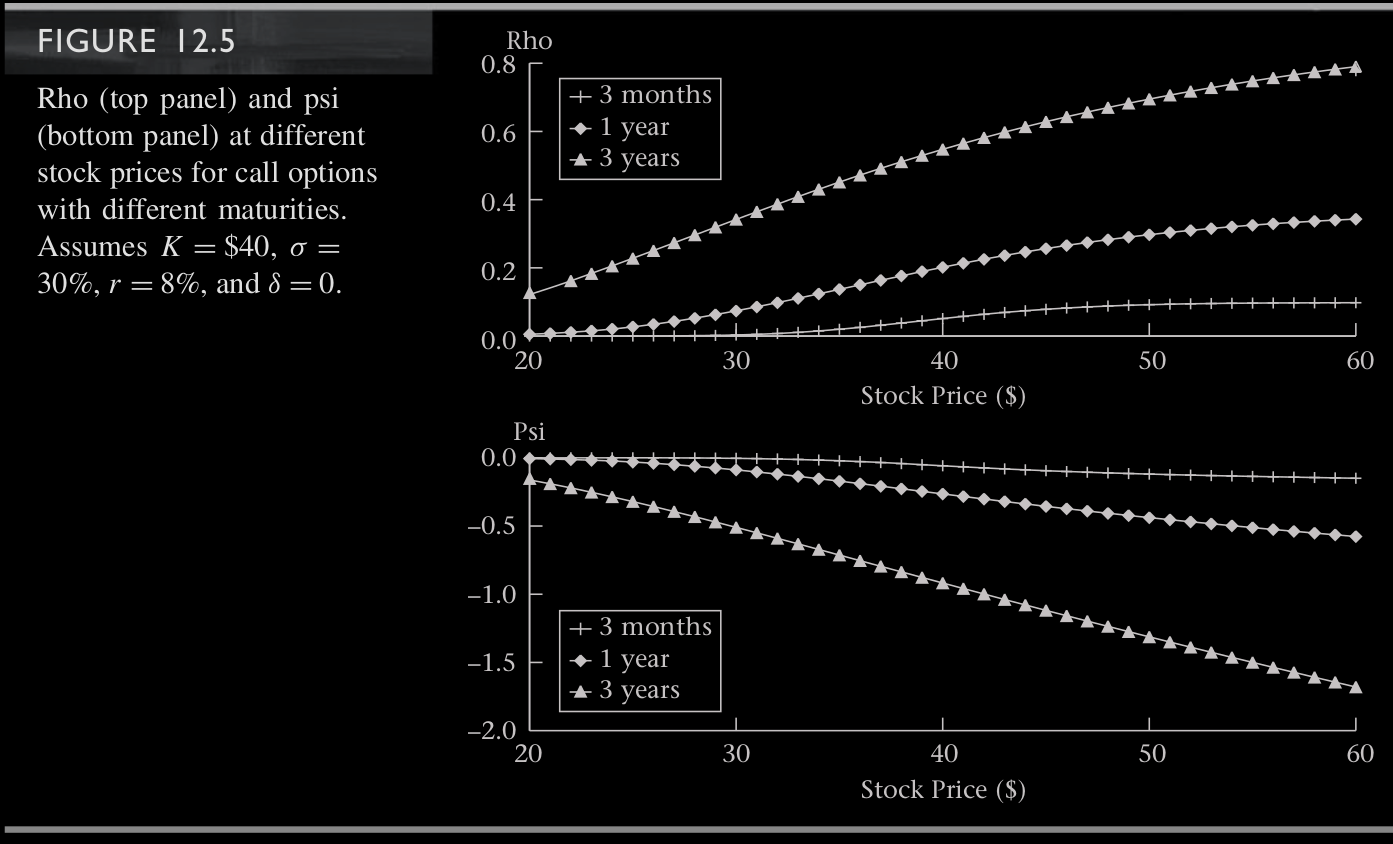 FIGURE 12.5
Rho (top panel) and psi
(bottom panel) at different
stock prices for call options
with different maturities.
Assumes K = $40, σ =
30%, r = 8%, and δ = 0.
Rho
0.8
0.6
0.4
0.2
0.0
3 months
1 year
3 years
20 30 40 50 60
Stock Price ($)
Psi
0.0
–0.5
–1.0
–1.5
–2.0
3 months
1 year
3 years
20 30 40 50 60
Stock Price ($)